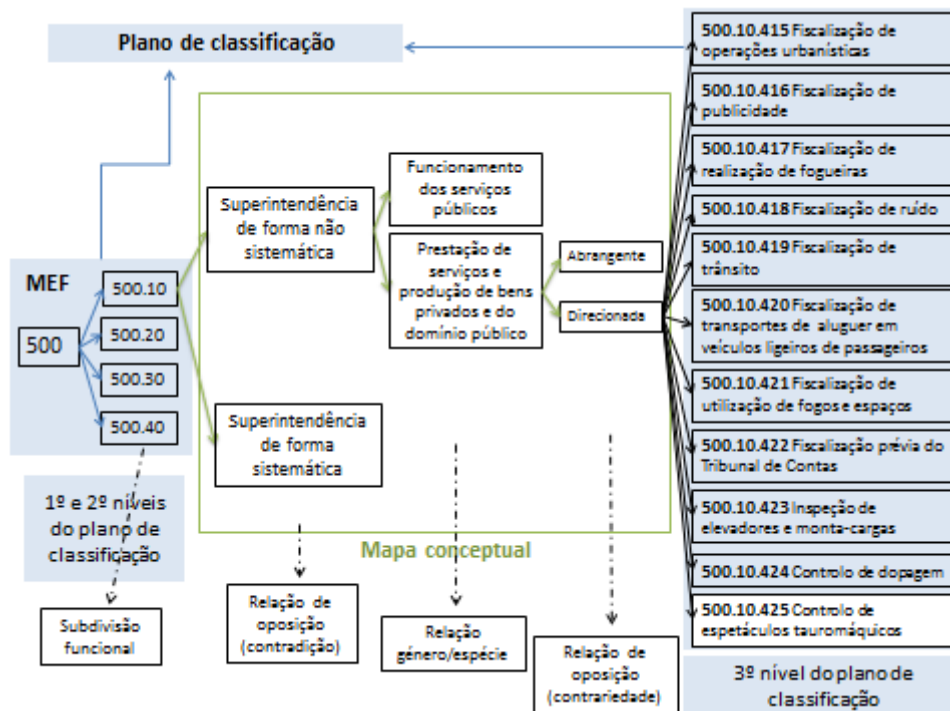 Plano de classificação
500.10.415 Fiscalização de
operações urbanísticas
500.10.416 Fiscalização de
publicidade
500.10.417 Fiscalização de
realização de fogueiras
500.10.418 Fiscalização de ruído
500.10.419 Fiscalização de
trânsito
500.10.420 Fiscalização de
transportes de aluguer em
veículos ligeiros de passageiros
500.10.421 Fiscalização de
utilização de fogos e espaços
500.10.422 Fiscalização prévia do
Tribunal de Contas
500.10.423 Inspeção de
elevadores e monta-cargas
500.10.424 Controlo de dopagem
500.10.425 Controlo de
espetáculos tauromáquicos
3º nível do plano de
classificação
MEF
500
500.10
500.20
500.30
500.40
1º e 2º níveis
do plano de
classificação
Superintendência
de forma não
sistemática
Superintendência
de forma
sistemática
Funcionamento
dos serviços
públicos
Prestação de
serviços e
produção de bens
privados e do
domínio público
Abrangente
Direcionada
Mapa conceptual
Subdivisão
funcional
Relação de
oposição
(contradição)
Relação
género/espécie
Relação de
oposição
(contrariedade)